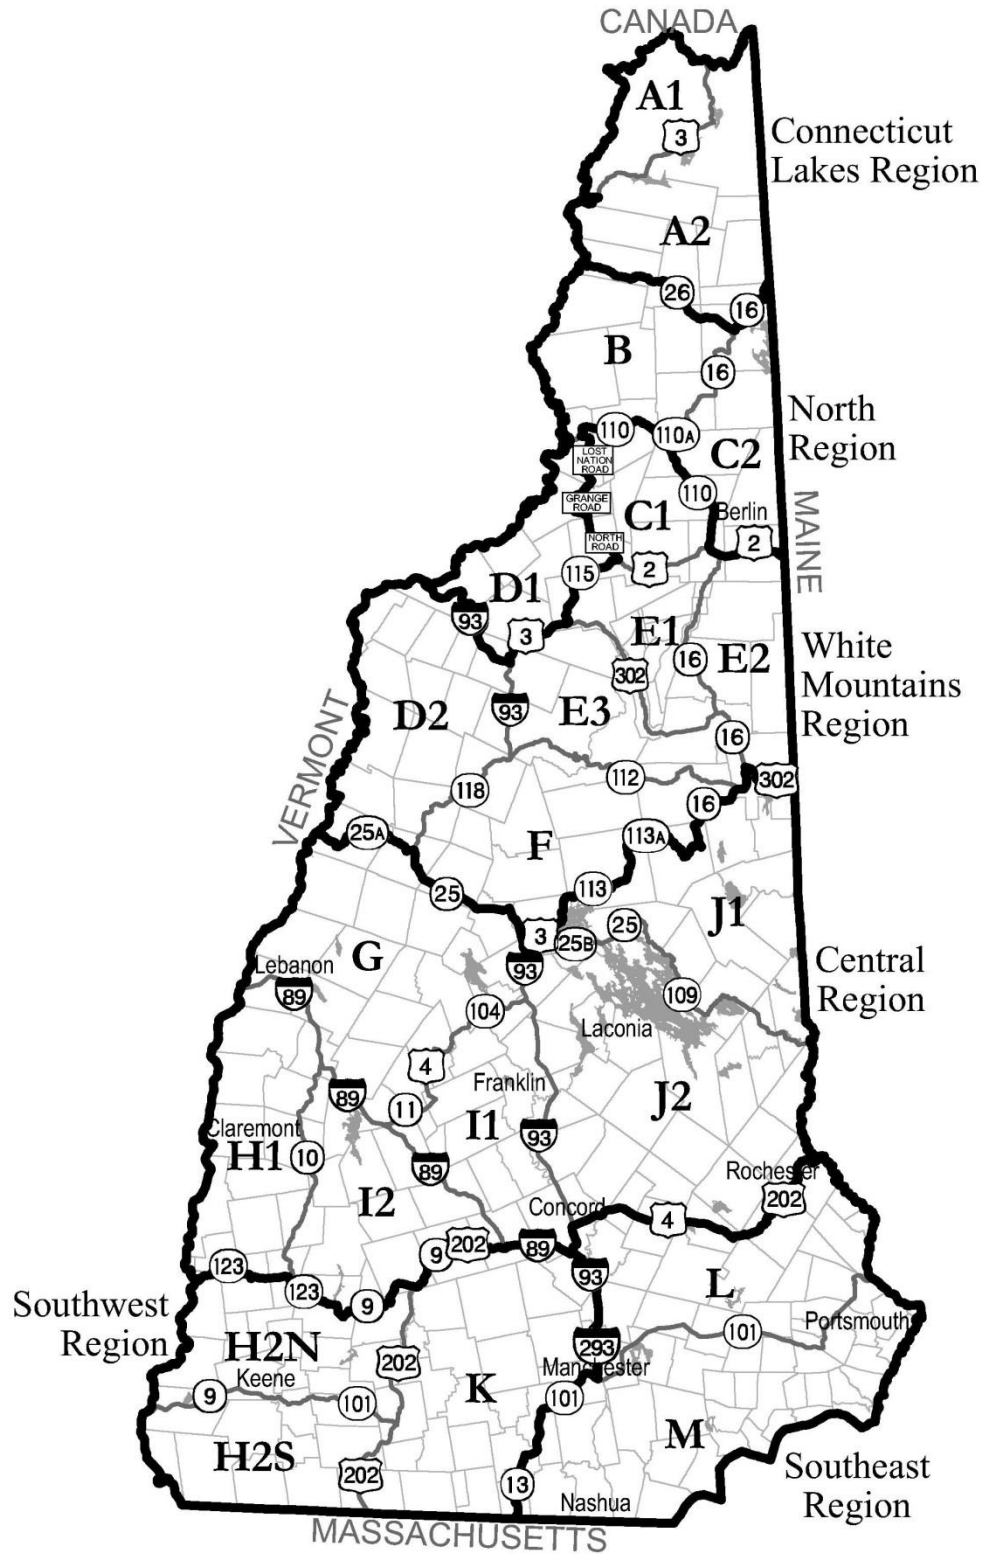 CANADA
A1
3
Connecticut
Lakes Region
A2
26
16
B
16
North
Region
110
110A
LOST
NATION
ROAD
C2
110
GRANGE
ROAD
C1
Berlin
MAINE
NORTH
ROAD
2
115
2
D1
93
3
E1
16
E2
White
Mountains
Region
302
93
E3
D2
VERMONT
16
302
112
118
16
25A
113A
F
25
113
J1
3
25B
25
G
93
Lebanon
89
Central
Region
109
104
Laconia
4
Franklin
89
11
J2
I1
93
Claremont
H1
10
89
Rochester
202
I2
Concord
4
9
202
89
123
93
123
9
L
Southwest
Region
Portsmouth
H2N
202
293
101
Manchester
Keene
9
101
K
101
M
H2S
202
13
Southeast
Region
Nashua
MASSACHUSETTS